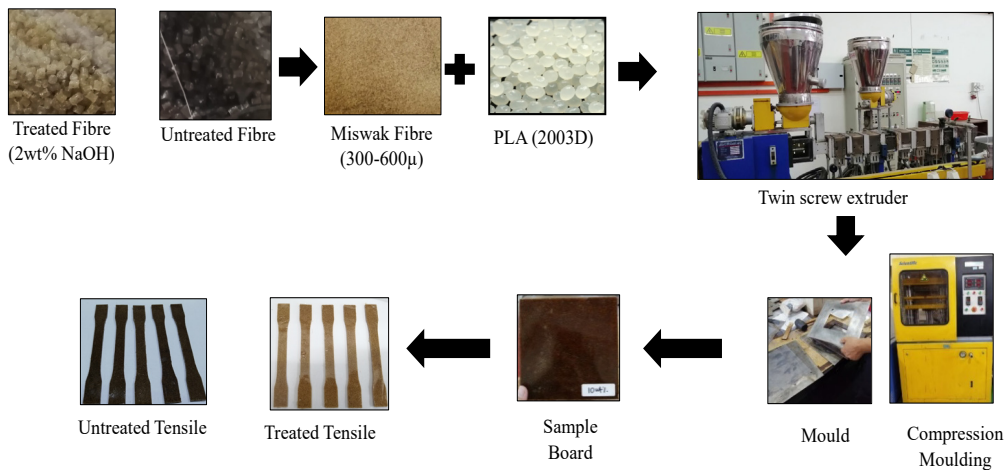 Treated Fibre
(2wt% NaOH)
Untreated Fibre
Miswak Fibre
(300-600µ)
PLA (2003D)
Twin screw extruder
Untreated Tensile
Treated Tensile
Sample
Board
Mould
Compression
Moulding